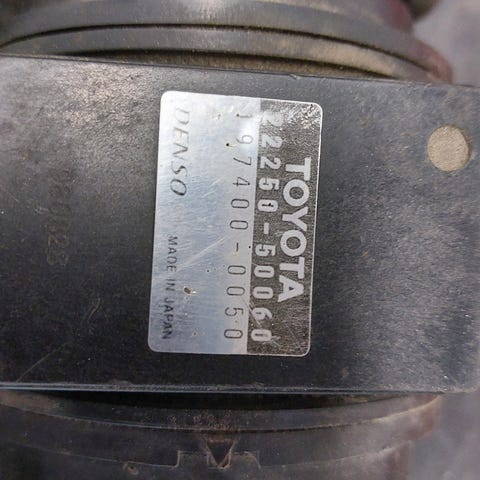 TOYOTA
22250-50060
197400-0050
DENSO MADE IN JAPAN